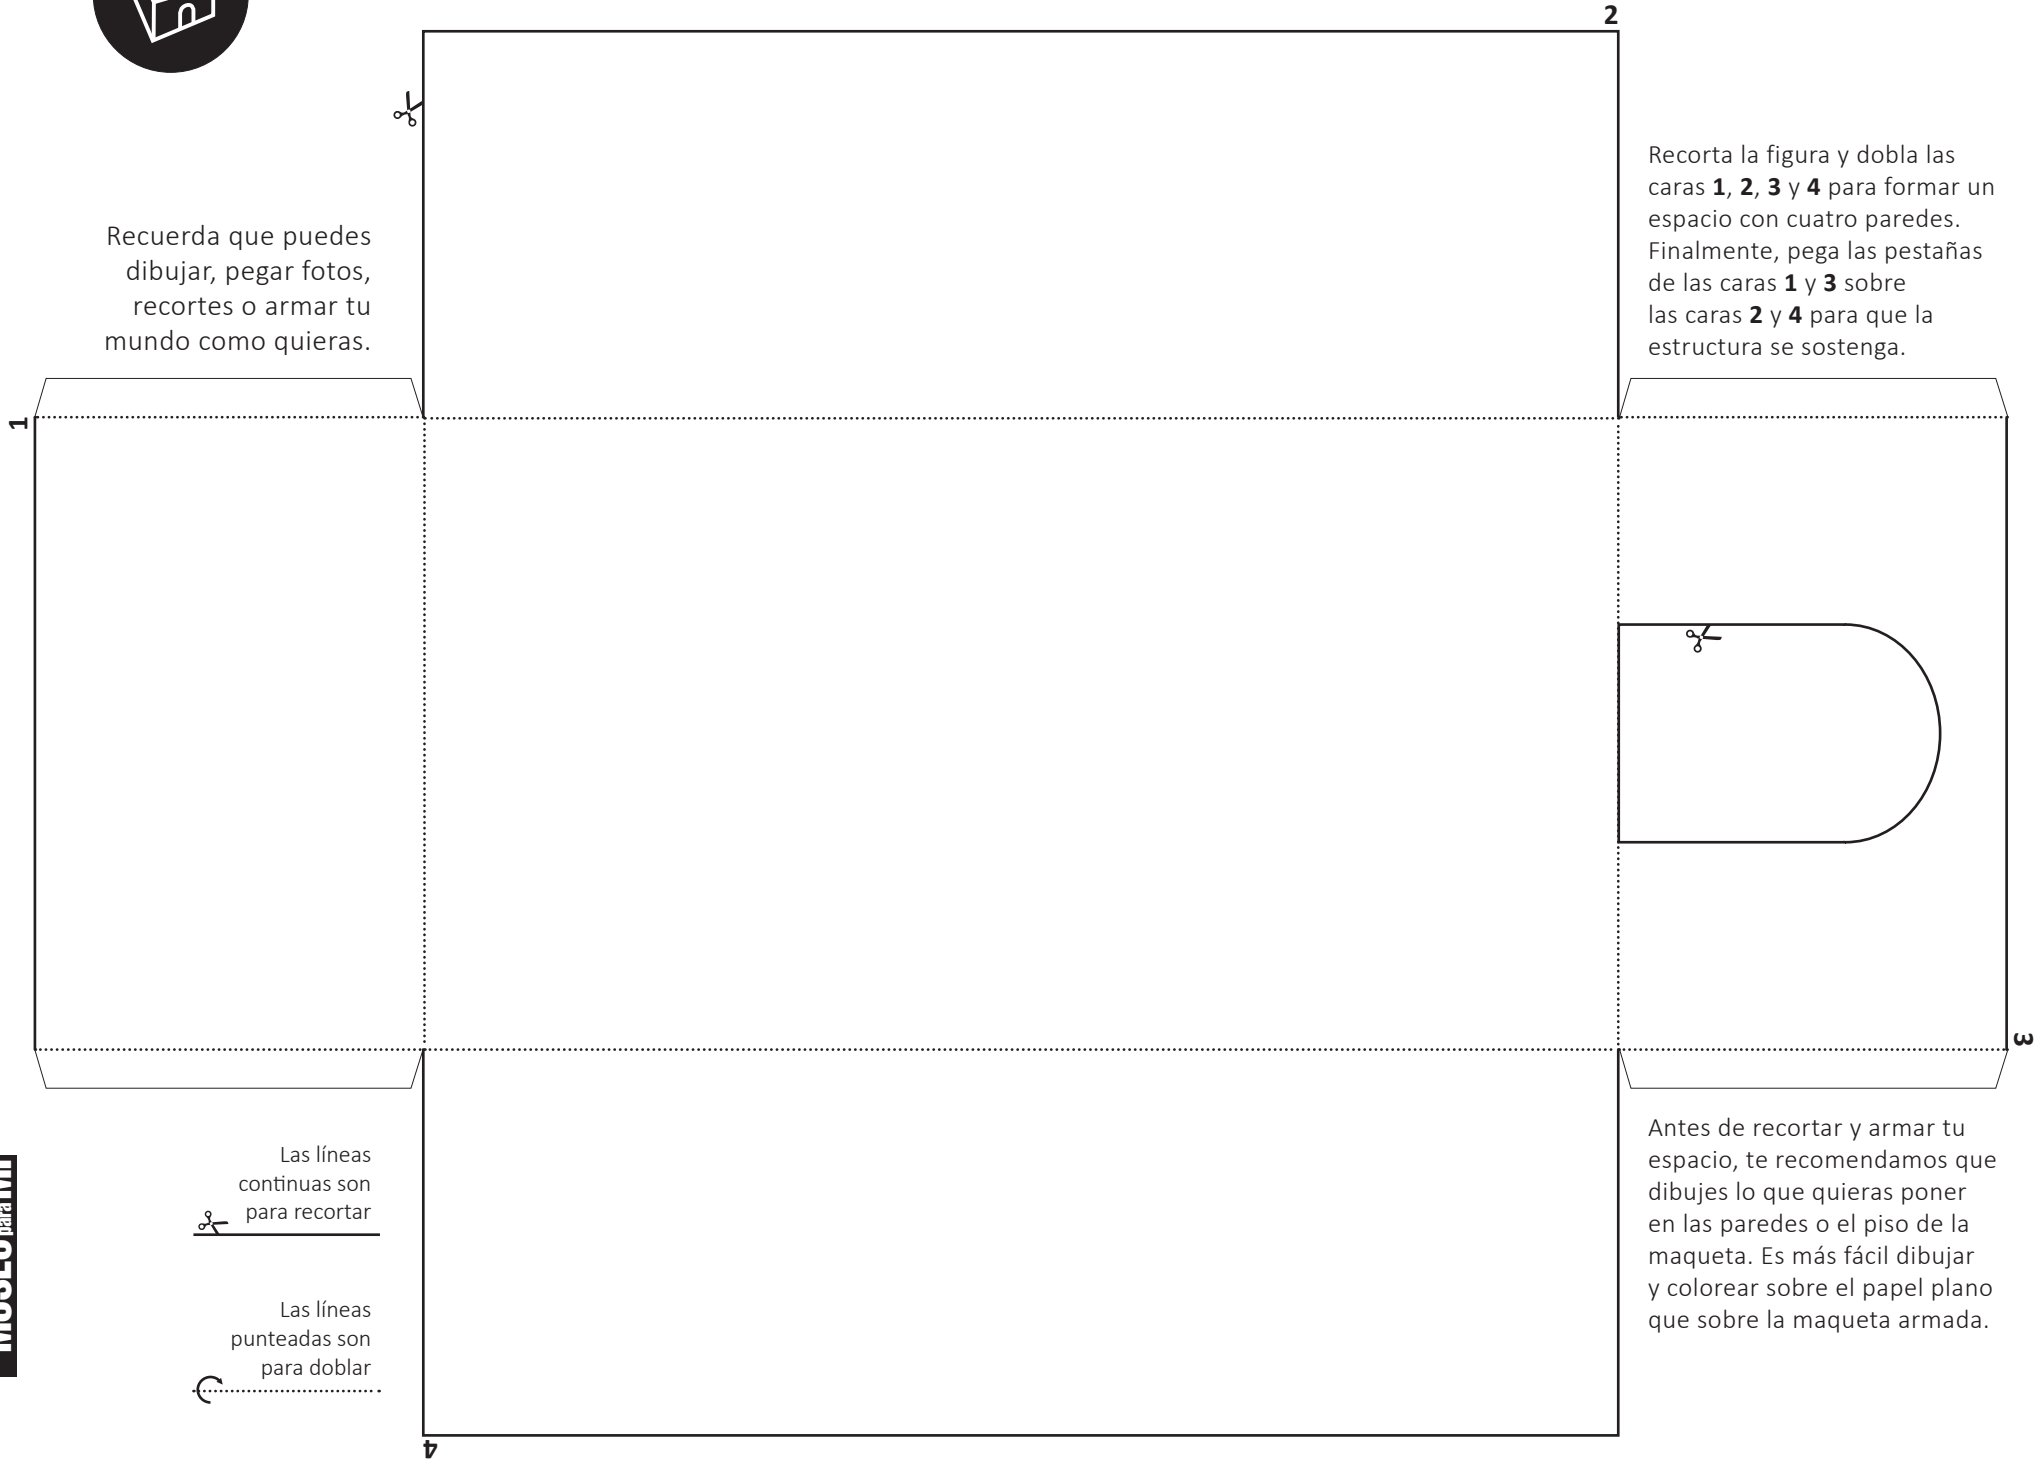 2
Recuerda que puedes
dibujar, pegar fotos,
recortes o armar tu
mundo como quieras.
Recorta la figura y dobla las
caras 1, 2, 3 y 4 para formar un
espacio con cuatro paredes.
Finalmente, pega las pestañas
de las caras 1 y 3 sobre
las caras 2 y 4 para que la
estructura se sostenga.
1
3
Las líneas
continuas son
para recortar
Las líneas
punteadas son
para doblar
Antes de recortar y armar tu
espacio, te recomendamos que
dibujes lo que quieras poner
en las paredes o el piso de la
maqueta. Es más fácil dibujar
y colorear sobre el papel plano
que sobre la maqueta armada.
4
MUSEO para MÍ